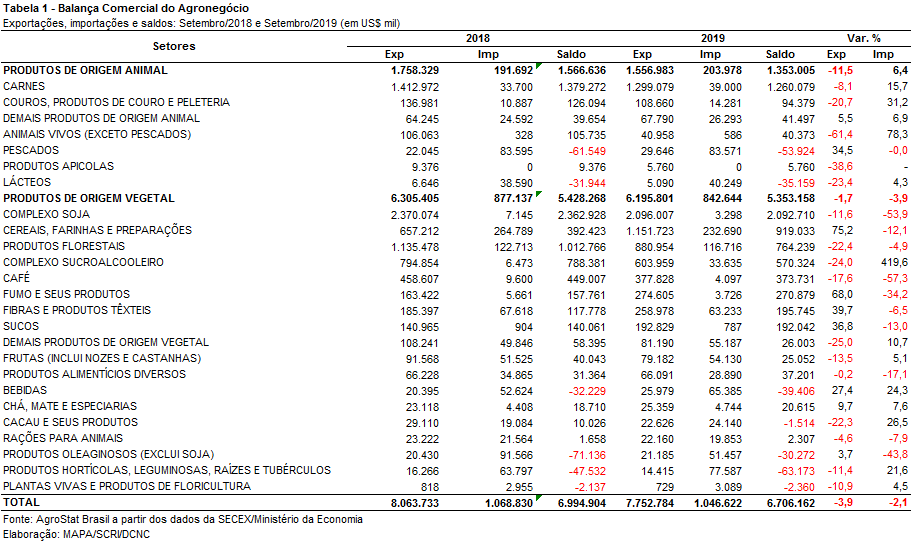 Tabela 1 - Balança Comercial do Agronegócio
Exportações, importações e saldos: Setembro/2018 e Setembro/2019 (em US$ mil)
Setores 2018 2019 Var. %
Exp Imp Saldo Exp Imp Saldo Exp Imp
PRODUTOS DE ORIGEM ANIMAL 1.758.329 191.692 1.566.636 1.556.983 203.978 1.353.005 -11,5 6,4
CARNES 1.412.972 33.700 1.379.272 1.299.079 39.000 1.260.079 -8,1 15,7
COUROS, PRODUTOS DE COURO E PELETERIA 136.981 10.887 126.094 108.660 14.281 94.379 -20,7 31,2
DEMAIS PRODUTOS DE ORIGEM ANIMAL 64.245 24.592 39.654 67.790 26.293 41.497 5,5 6,9
ANIMAIS VIVOS (EXCETO PESCADOS) 106.063 328 105.735 40.958 586 40.373 -61,4 78,3
PESCADOS 22.045 83.595 -61.549 29.646 83.571 -53.924 34,5 -0,0
PRODUTOS APICOLAS 9.376 0 9.376 5.760 0 5.760 -38,6 -
LÁCTEOS 6.646 38.590 -31.944 5.090 40.249 -35.159 -23,4 4,3
PRODUTOS DE ORIGEM VEGETAL 6.305.405 877.137 5.428.268 6.195.801 842.644 5.353.158 -1,7 -3,9
COMPLEXO SOJA 2.370.074 7.145 2.362.928 2.096.007 3.298 2.092.710 -11,6 -53,9
CEREAIS, FARINHAS E PREPARAÇÕES 657.212 264.789 392.423 1.151.723 232.690 919.033 75,2 -12,1
PRODUTOS FLORESTAIS 1.135.478 122.713 1.012.766 880.954 116.716 764.239 -22,4 -4,9
COMPLEXO SUCROALCOOLEIRO 794.854 6.473 788.381 603.959 33.635 570.324 -24,0 419,6
CAFÉ 458.607 9.600 449.007 377.828 4.097 373.731 -17,6 -57,3
FUMO E SEUS PRODUTOS 163.422 5.661 157.761 274.605 3.726 270.879 68,0 -34,2
FIBRAS E PRODUTOS TÊXTEIS 185.397 67.618 117.778 258.978 63.233 195.745 39,7 -6,5
SUCOS 140.965 904 140.061 192.829 787 192.042 36,8 -13,0
DEMAIS PRODUTOS DE ORIGEM VEGETAL 108.241 49.846 58.395 81.190 55.187 26.003 -25,0 10,7
FRUTAS (INCLUI NOZES E CASTANHAS) 91.568 51.525 40.043 79.182 54.130 25.052 -13,5 5,1
PRODUTOS ALIMENTÍCIOS DIVERSOS 66.228 34.865 31.364 66.091 28.890 37.201 -0,2 -17,1
BEBIDAS 20.395 52.624 -32.229 25.979 65.385 -39.406 27,4 24,3
CHÁ, MATE E ESPECIARIAS 23.118 4.408 18.710 25.359 4.744 20.615 9,7 7,6
CACAU E SEUS PRODUTOS 29.110 19.084 10.026 22.626 24.140 -1.514 -22,3 26,5
RAÇÕES PARA ANIMAIS 23.222 21.564 1.658 22.160 19.853 2.307 -4,6 -7,9
PRODUTOS OLEAGINOSOS (EXCLUI SOJA) 20.430 91.566 -71.136 21.185 51.457 -30.272 3,7 -43,8
PRODUTOS HORTÍCOLAS, LEGUMINOSAS, RAÍZES E TUBÉRCULOS 16.266 63.797 -47.532 14.415 77.587 -63.173 -11,4 21,6
PLANTAS VIVAS E PRODUTOS DE FLORICULTURA 818 2.955 -2.137 729 3.089 -2.360 -10,9 4,5
TOTAL 8.063.733 1.068.830 6.994.904 7.752.784 1.046.622 6.706.162 -3,9 -2,1
Fonte: AgroStat Brasil a partir dos dados da SECEX/Ministério da Economia
Elaboração: MAPA/SCRI/DCNC